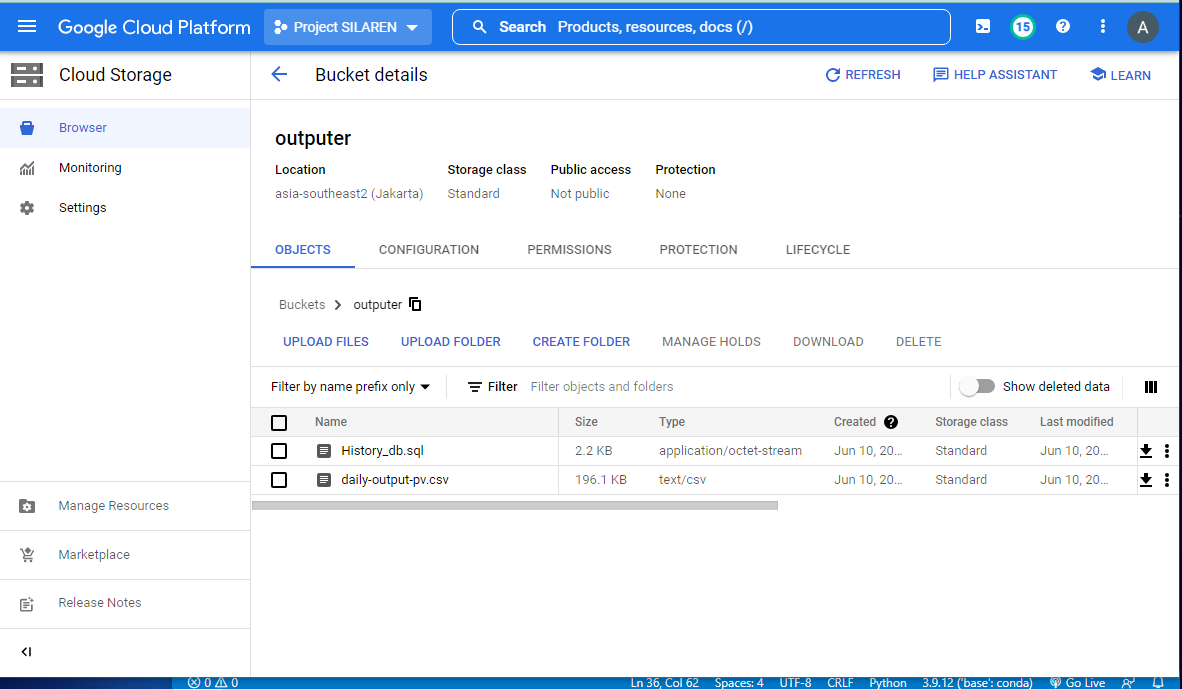 Google Cloud Platform Project SILAREN Search Products, resources, docs (/) 15 A
Cloud Storage
Bucket details REFRESH HELP ASSISTANT LEARN
Browser
Monitoring
Settings
Manage Resources
Marketplace
Release Notes
outputer
Location Storage class Public access Protection
asia-southeast2 (Jakarta) Standard Not public None
OBJECTS CONFIGURATION PERMISSIONS PROTECTION LIFECYCLE
Buckets outputer
UPLOAD FILES UPLOAD FOLDER CREATE FOLDER MANAGE HOLDS DOWNLOAD DELETE
Filter by name prefix only Filter Filter objects and folders Show deleted data
Name Size Type Created Storage class Last modified
History_db.sql 2.2 KB application/octet-stream Jun 10, 20... Standard Jun 10, 20...
daily-output-pv.csv 196.1 KB text/csv Jun 10, 20... Standard Jun 10, 20...
0 0 Ln 36, Col 62 Spaces: 4 UTF-8 CRLF Python 3.9.12 ('base': conda) Go Live